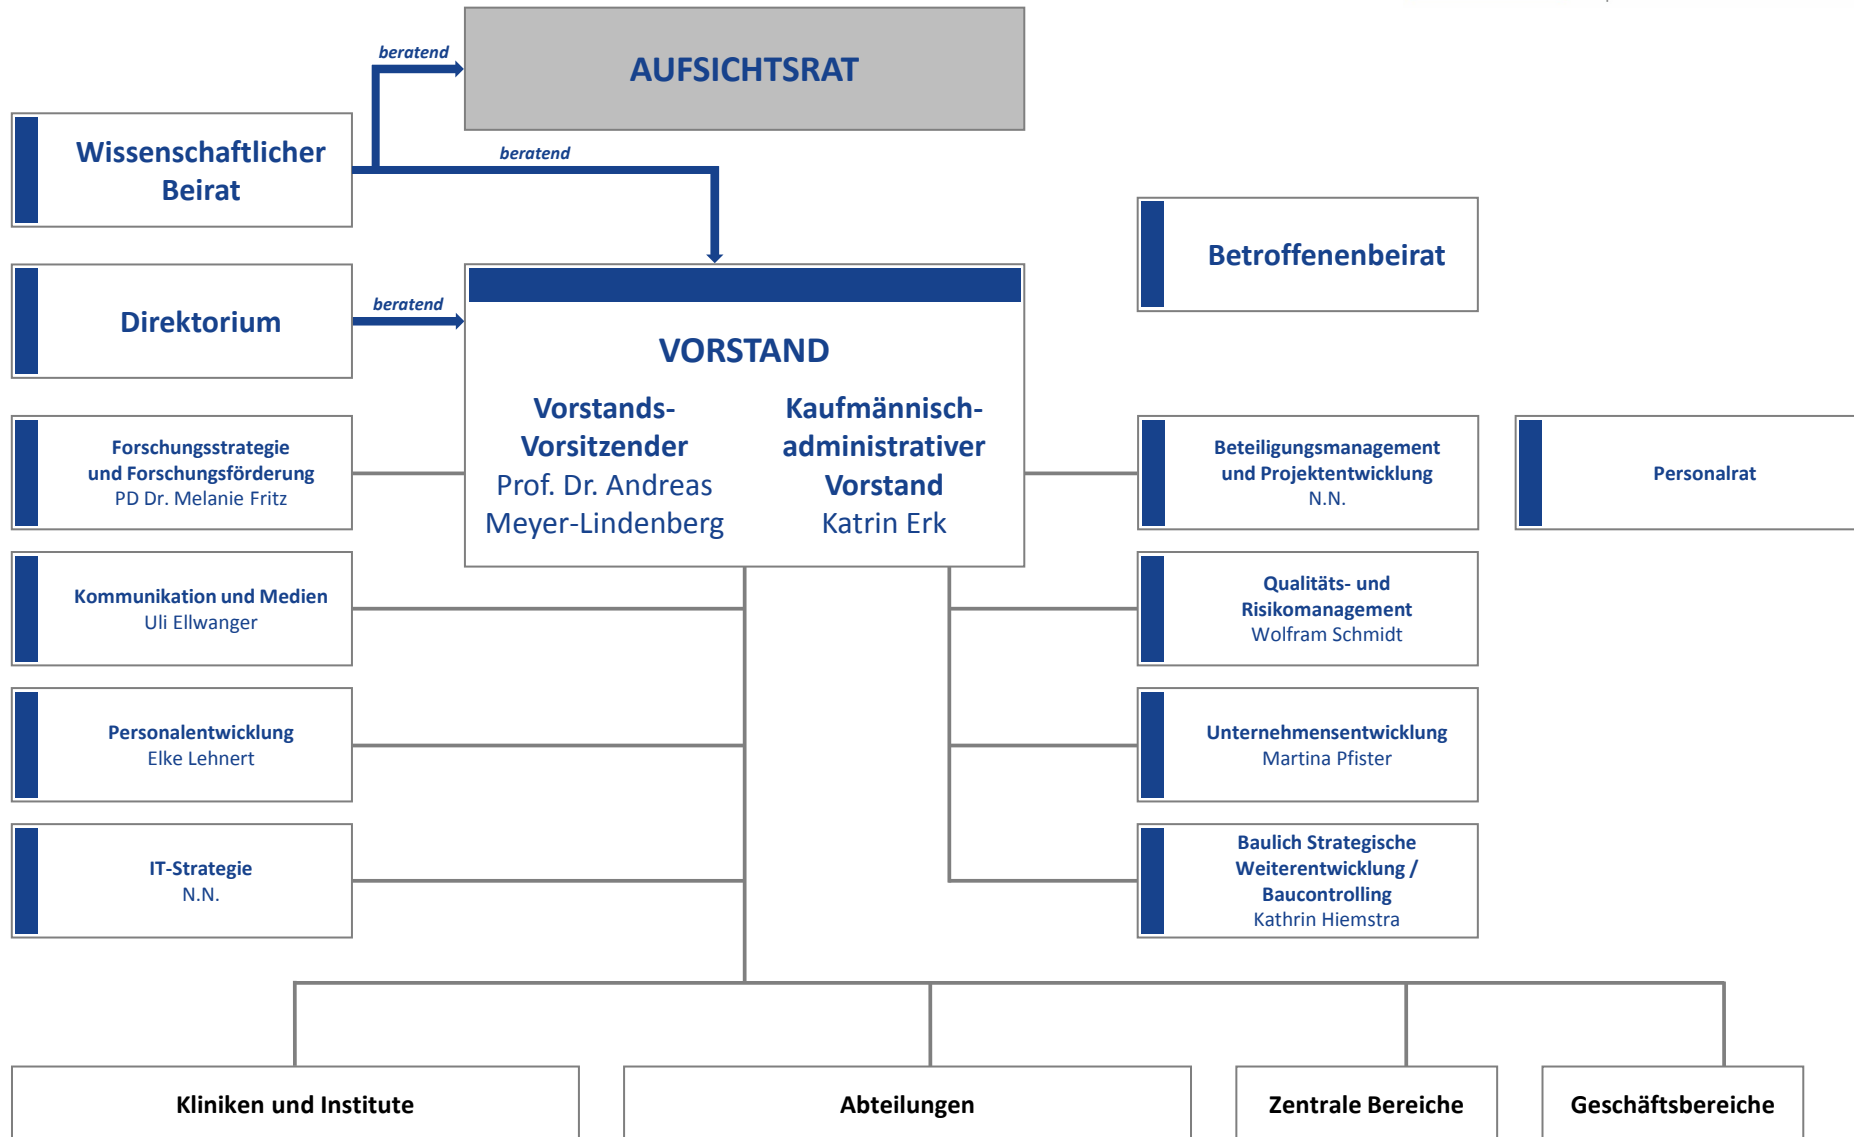 beratend
AUFSICHTSRAT
Wissenschaftlicher
Beirat
beratend
Betroffenenbeirat
Direktorium
beratend
VORSTAND
Vorstands-
Vorsitzender
Prof. Dr. Andreas
Meyer-Lindenberg
Kaufmännisch-
administrativer
Vorstand
Katrin Erk
Forschungsstrategie
und Forschungsförderung
PD Dr. Melanie Fritz
Beteiligungsmanagement
und Projektentwicklung
N.N.
Personalrat
Kommunikation und Medien
Uli Ellwanger
Qualitäts- und
Risikomanagement
Wolfram Schmidt
Personalentwicklung
Elke Lehnert
Unternehmensentwicklung
Martina Pfister
IT-Strategie
N.N.
Baulich Strategische
Weiterentwicklung /
Baucontrolling
Kathrin Hiemstra
Kliniken und Institute
Abteilungen
Zentrale Bereiche
Geschäftsbereiche